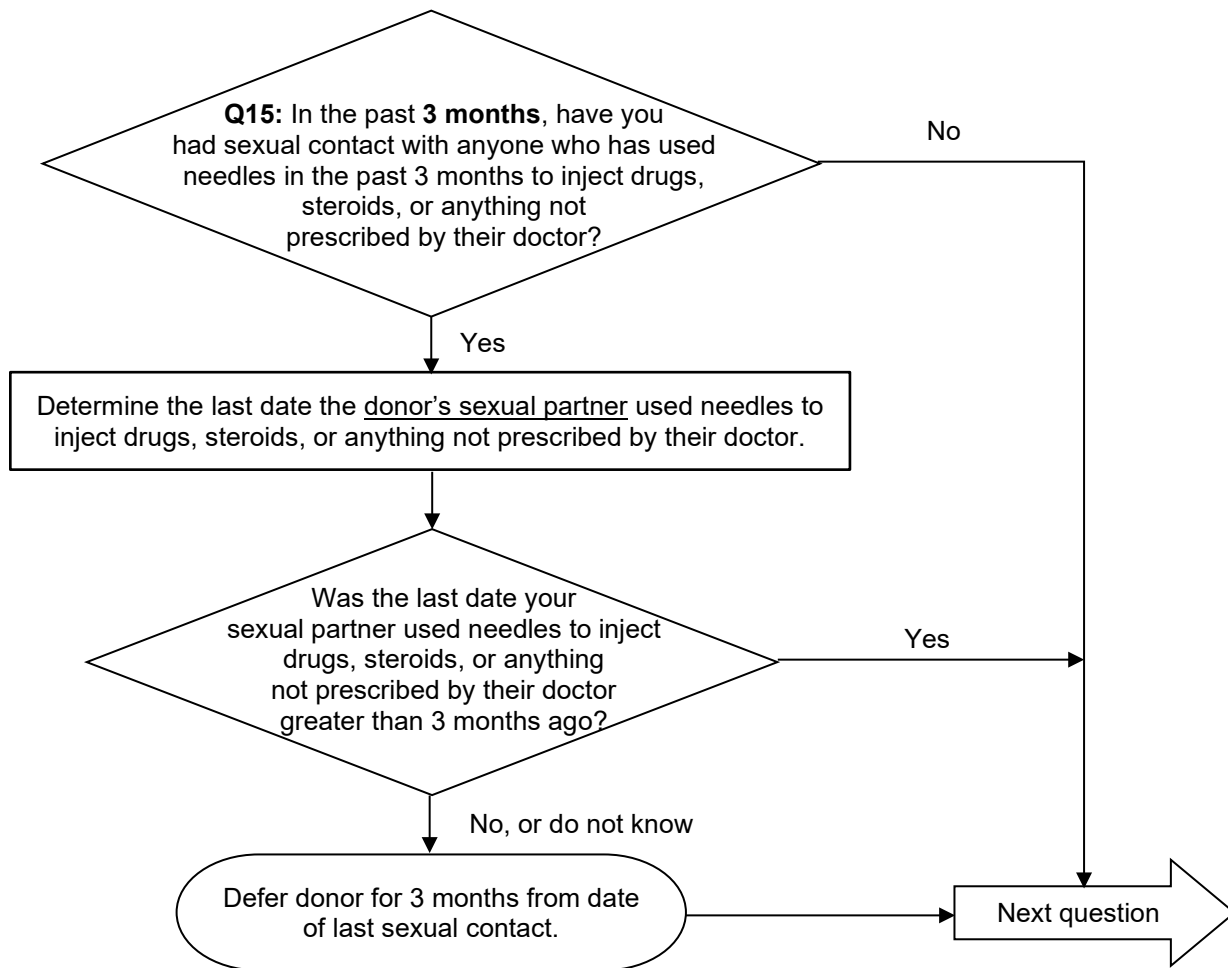 Q15: In the past 3 months, have you
had sexual contact with anyone who has used
needles in the past 3 months to inject drugs,
steroids, or anything not
prescribed by their doctor?
No
Yes
Determine the last date the donor's sexual partner used needles to
inject drugs, steroids, or anything not prescribed by their doctor.
Was the last date your
sexual partner used needles to inject
drugs, steroids, or anything
not prescribed by their doctor
greater than 3 months ago?
Yes
No, or do not know
Defer donor for 3 months from date
of last sexual contact.
Next question